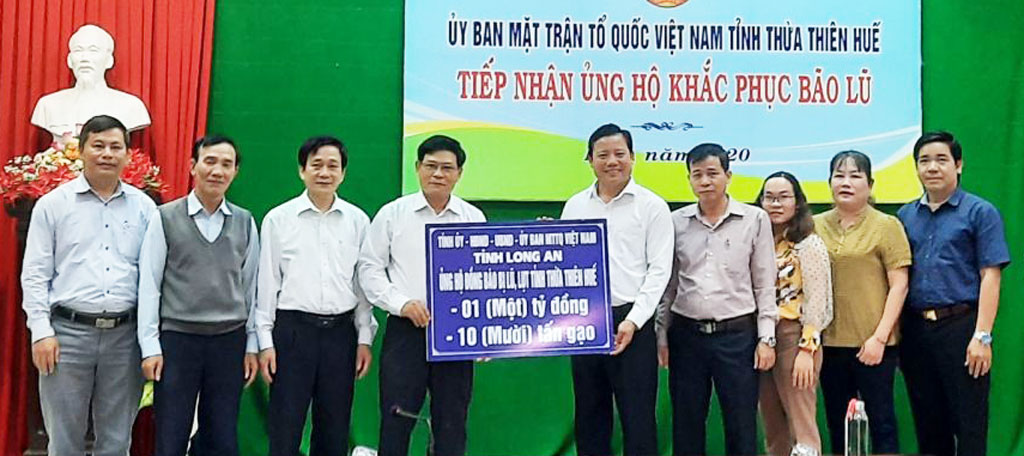 ỦY BAN MẶT TRẬN TỔ QUỐC VIỆT NAM TỈNH THỪA THIÊN HUẾ
TIẾP NHẬN ỦNG HỘ KHẮC PHỤC BÃO LŨ
năm 20
TỈNH ỦY - HĐND - UBND - ỦY BAN MTTQ VIỆT NAM
TỈNH LONG AN
ỦNG HỘ ĐỒNG BÀO BỊ LŨ, LỤT TỈNH THỪA THIÊN HUẾ
- 01 (Một) tỷ đồng
- 10 (Mười) tấn gạo